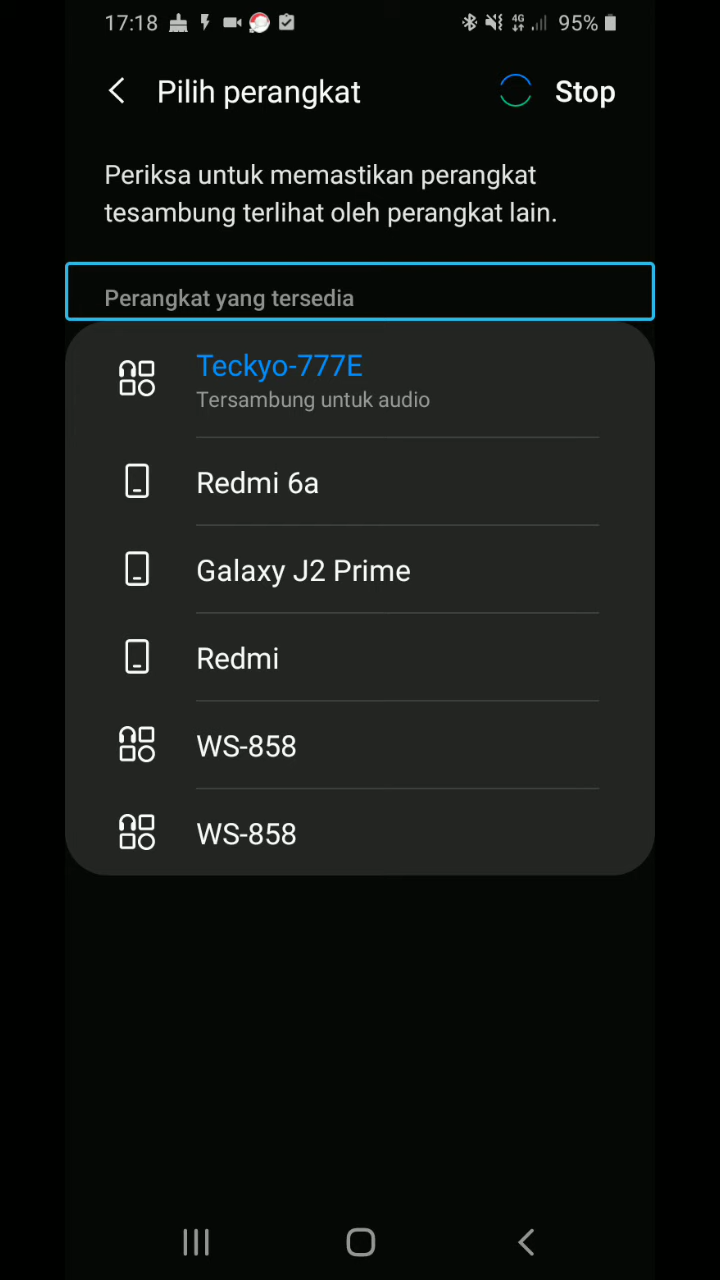 17:18
4G
95%
Pilih perangkat
Stop
Periksa untuk memastikan perangkat
tesambung terlihat oleh perangkat lain.
Perangkat yang tersedia
Teckyo-777E
Tersambung untuk audio
Redmi 6a
Galaxy J2 Prime
Redmi
WS-858
WS-858